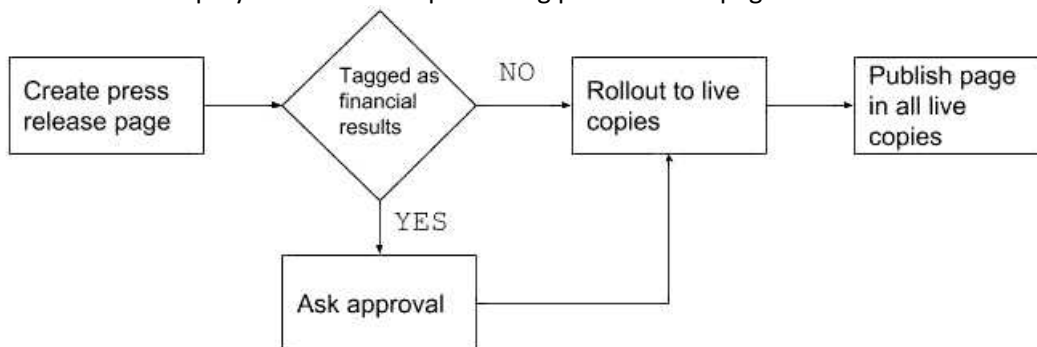 Create press
release page
Tagged as
financial
results
NO
Rollout to live
copies
Publish page
in all live
copies
YES
Ask approval